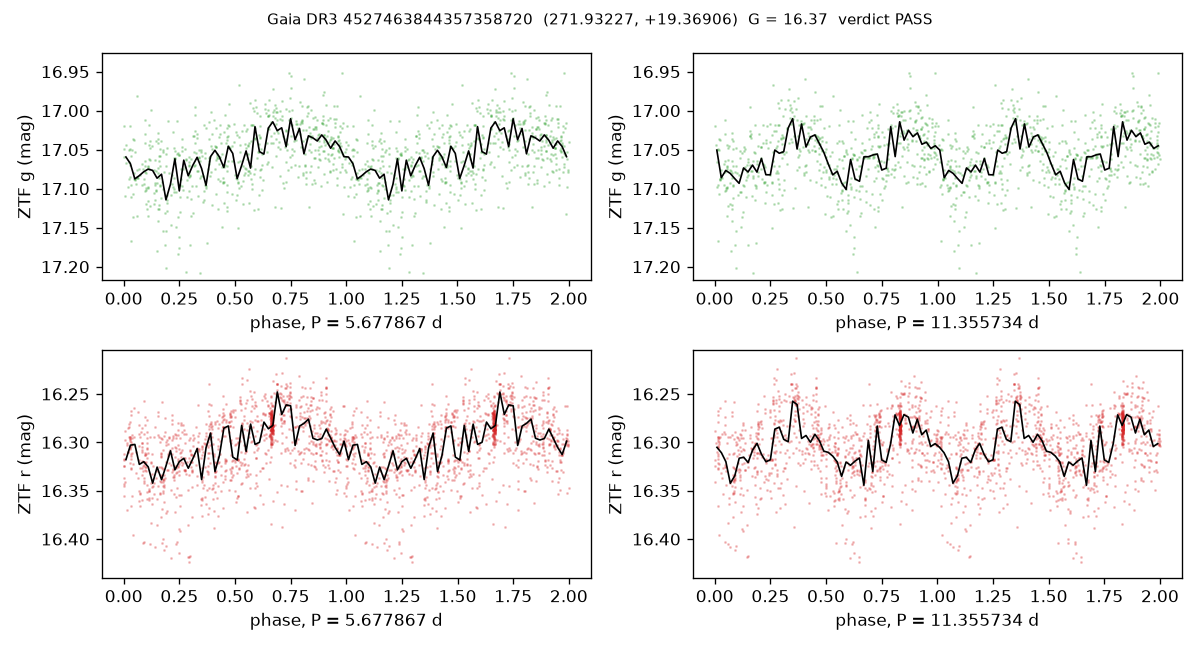 Gaia DR3 4527463844357358720  (271.93227, +19.36906)  G = 16.37  verdict PASS
ZTF g (mag)
16.95
17.00
17.05
17.10
17.15
17.20
0.00 0.25 0.50 0.75 1.00 1.25 1.50 1.75 2.00
phase, P = 5.677867 d
ZTF g (mag)
16.95
17.00
17.05
17.10
17.15
17.20
0.00 0.25 0.50 0.75 1.00 1.25 1.50 1.75 2.00
phase, P = 11.355734 d
ZTF r (mag)
16.25
16.30
16.35
16.40
0.00 0.25 0.50 0.75 1.00 1.25 1.50 1.75 2.00
phase, P = 5.677867 d
ZTF r (mag)
16.25
16.30
16.35
16.40
0.00 0.25 0.50 0.75 1.00 1.25 1.50 1.75 2.00
phase, P = 11.355734 d